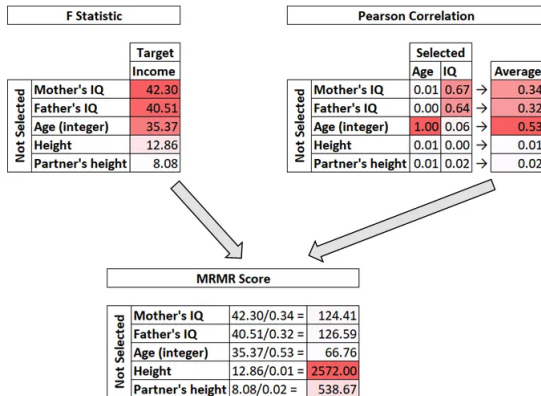 F Statistic
Pearson Correlation
Target
Income
Not Selected
Mother's IQ 42.30
Father's IQ 40.51
Age (integer) 35.37
Height 12.86
Partner's height 8.08
Selected
Age IQ Average
Not Selected
Mother's IQ 0.01 0.67 → 0.34
Father's IQ 0.00 0.64 → 0.32
Age (integer) 1.00 0.06 → 0.53
Height 0.01 0.00 → 0.01
Partner's height 0.01 0.02 → 0.02
MRMR Score
Not Selected
Mother's IQ 42.30/0.34 = 124.41
Father's IQ 40.51/0.32 = 126.59
Age (integer) 35.37/0.53 = 66.76
Height 12.86/0.01 = 2572.00
Partner's height 8.08/0.02 = 538.67